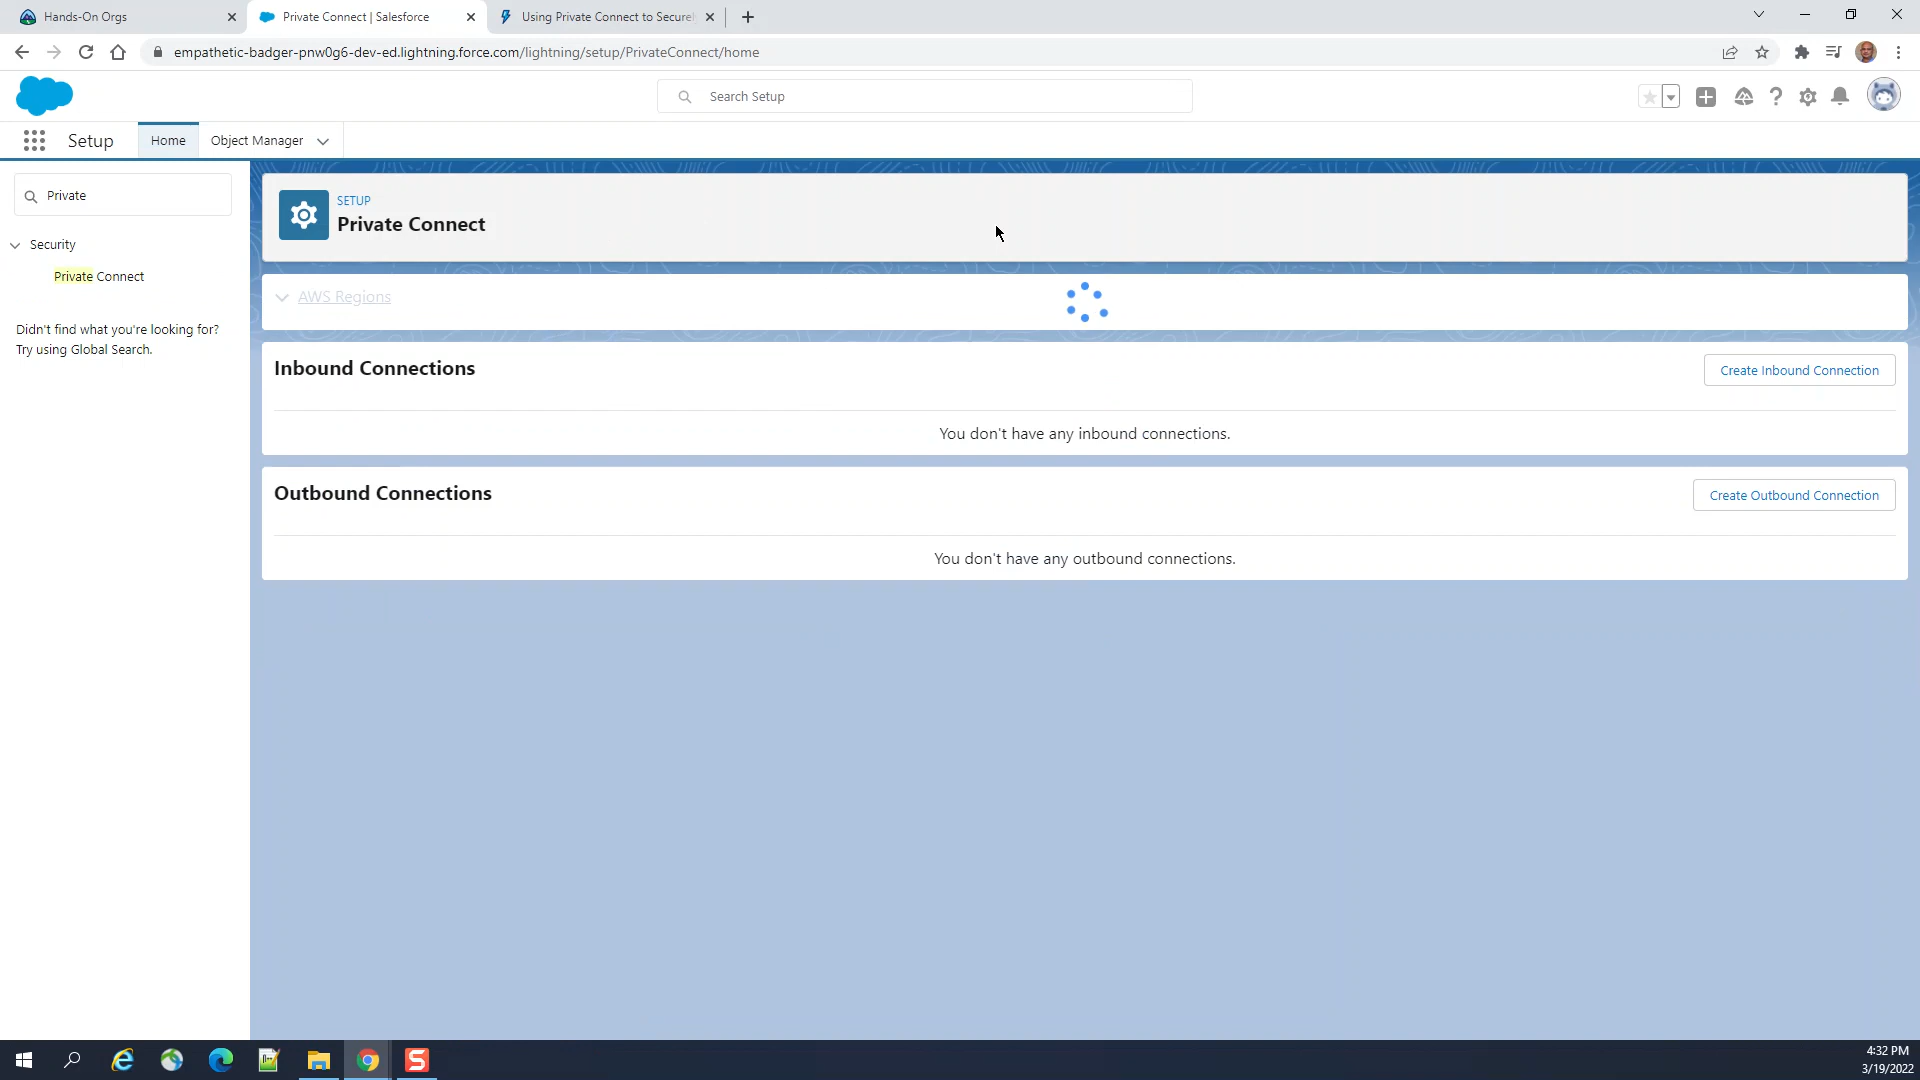 Hands-On Orgs
Private Connect | Salesforce
Using Private Connect to Secure
empathetic-badger-pnw0g6-dev-ed.lightning.force.com/lightning/setup/PrivateConnect/home
Search Setup
Setup
Home
Object Manager
Private
Security
Private Connect
Didn't find what you're looking for?
Try using Global Search.
SETUP
Private Connect
AWS Regions
Inbound Connections
Create Inbound Connection
You don't have any inbound connections.
Outbound Connections
Create Outbound Connection
You don't have any outbound connections.
4:32 PM
3/19/2022